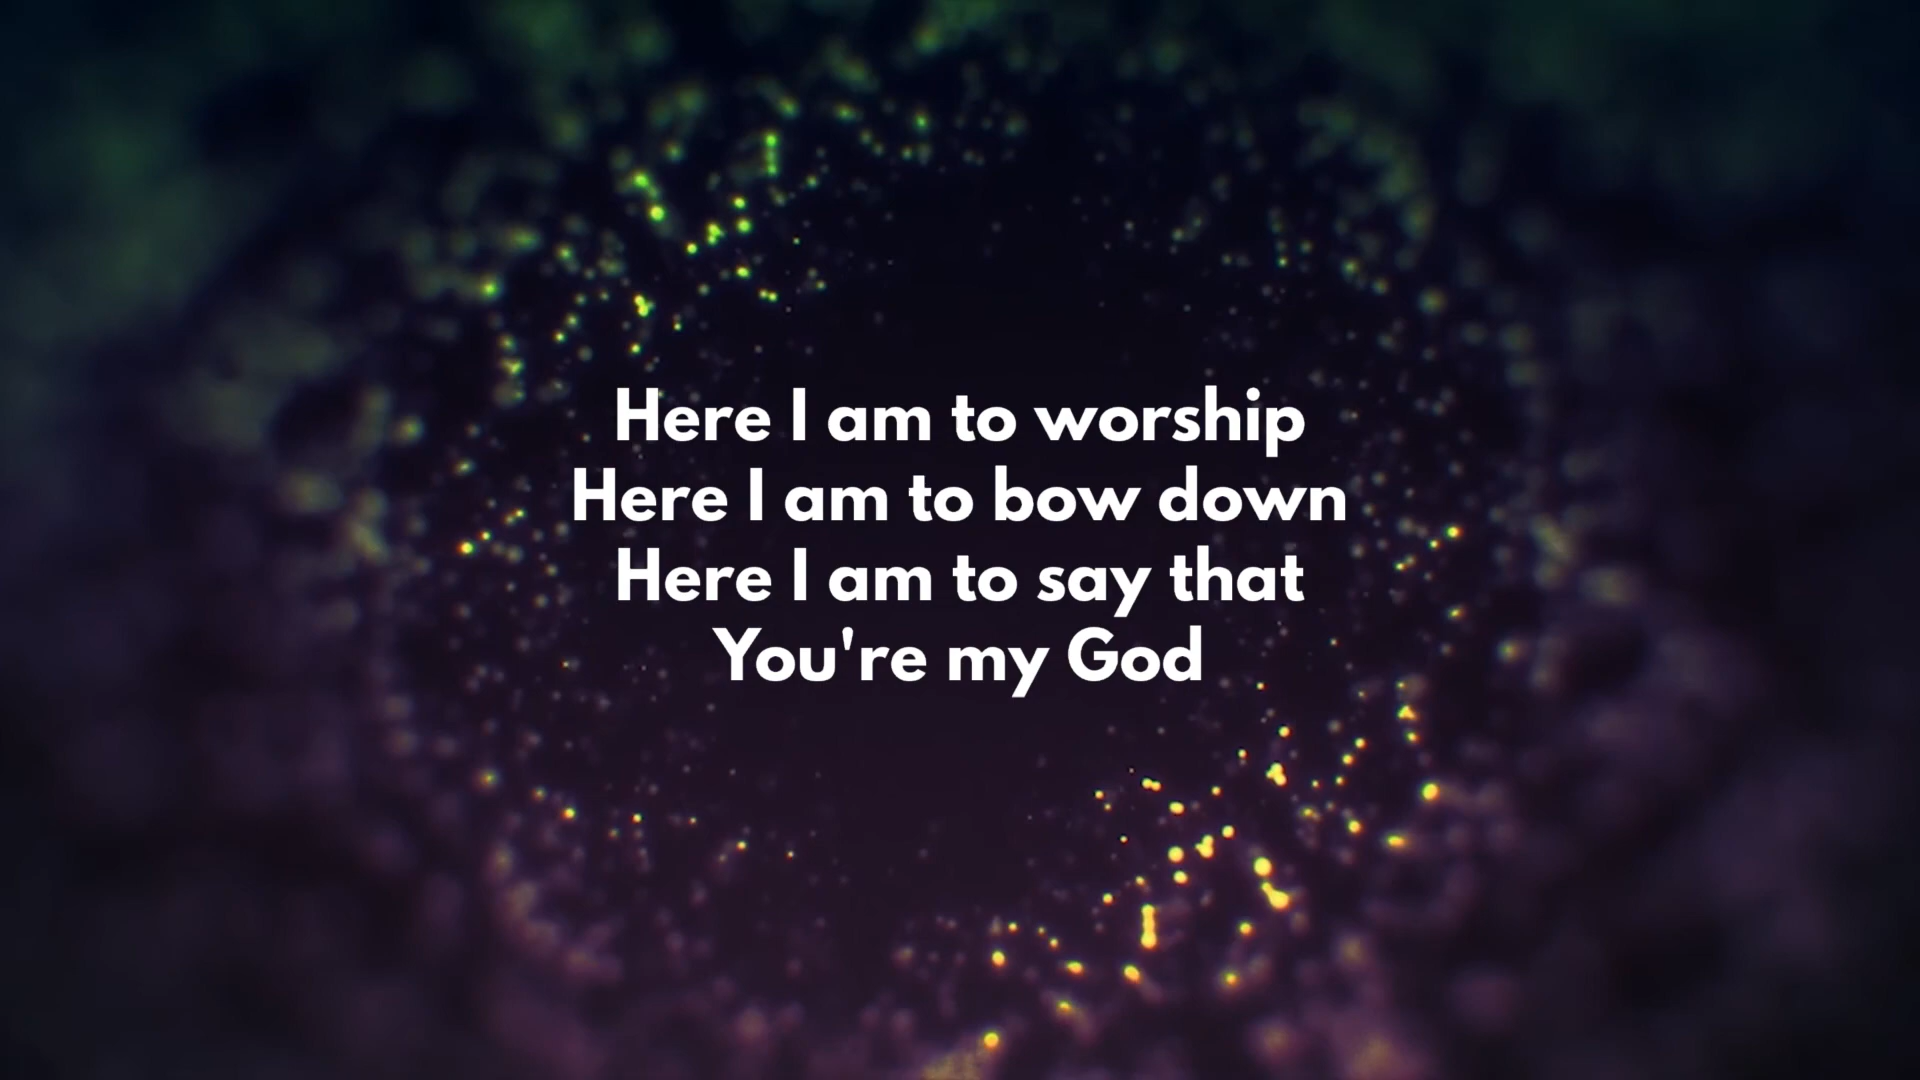 Here I am to worship
Here I am to bow down
Here I am to say that
You're my God